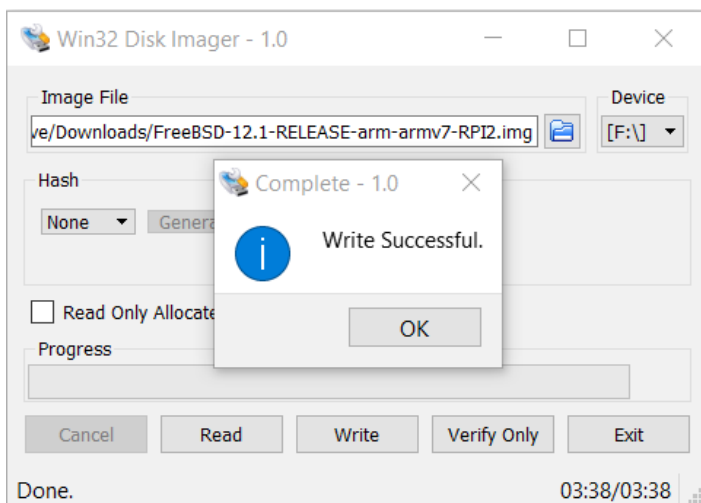 Win32 Disk Imager - 1.0
Image File
Device
ve/Downloads/FreeBSD-12.1-RELEASE-arm-armv7-RPI2.img
[F:\]
Hash
Complete - 1.0
None
Genera
Write Successful.
Read Only Allocate
OK
Progress
Cancel
Read
Write
Verify Only
Exit
Done.
03:38/03:38